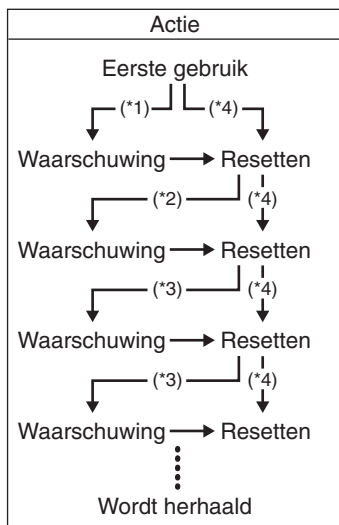 Actie
Eerste gebruik
(*1) (*4)
Waarschuwing Resetten
(*2) (*4)
Waarschuwing Resetten
(*3) (*4)
Waarschuwing Resetten
(*3) (*4)
Waarschuwing Resetten
Wordt herhaald